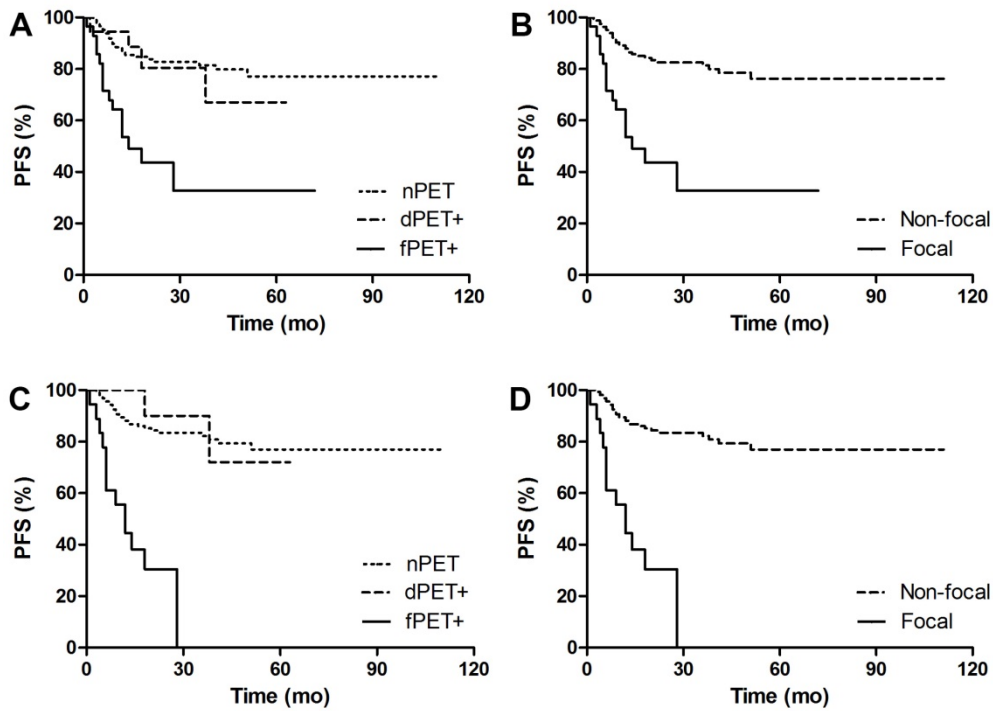 A
PFS (%)
100
80
60
40
20
0
nPET
dPET+
fPET+
0 30 60 90 120
Time (mo)
B
PFS (%)
100
80
60
40
20
0
Non-focal
Focal
0 30 60 90 120
Time (mo)
C
PFS (%)
100
80
60
40
20
0
nPET
dPET+
fPET+
0 30 60 90 120
Time (mo)
D
PFS (%)
100
80
60
40
20
0
Non-focal
Focal
0 30 60 90 120
Time (mo)